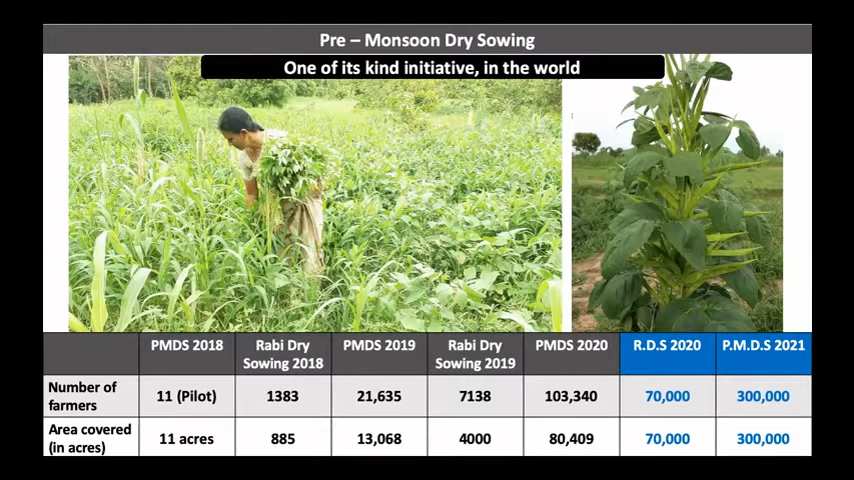 Pre – Monsoon Dry Sowing
One of its kind initiative, in the world
PMDS 2018 Rabi Dry Sowing 2018 PMDS 2019 Rabi Dry Sowing 2019 PMDS 2020 R.D.S 2020 P.M.D.S 2021
Number of farmers 11 (Pilot) 1383 21,635 7138 103,340 70,000 300,000
Area covered (in acres) 11 acres 885 13,068 4000 80,409 70,000 300,000